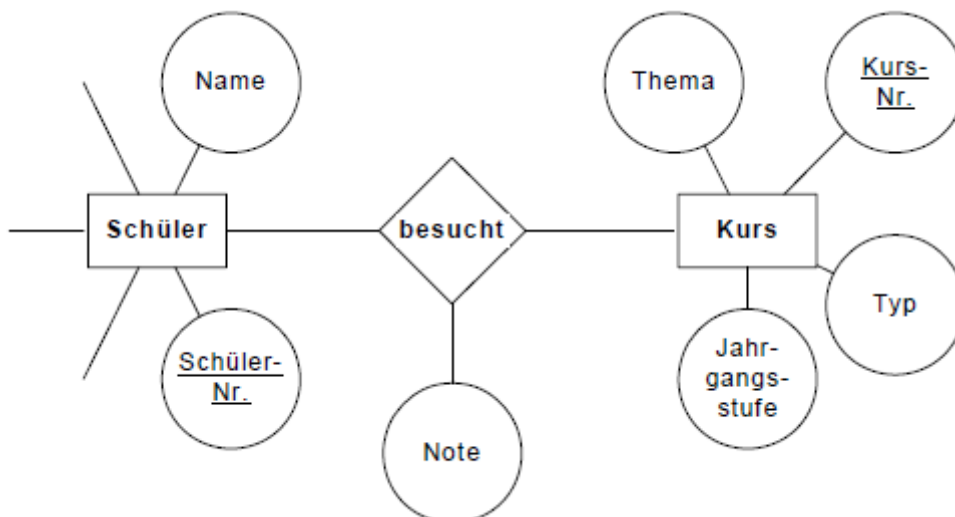 Name
Thema
Kurs-
Nr.
Schüler
besucht
Kurs
Schüler-
Nr.
Note
Jahr-
gangs-
stufe
Typ